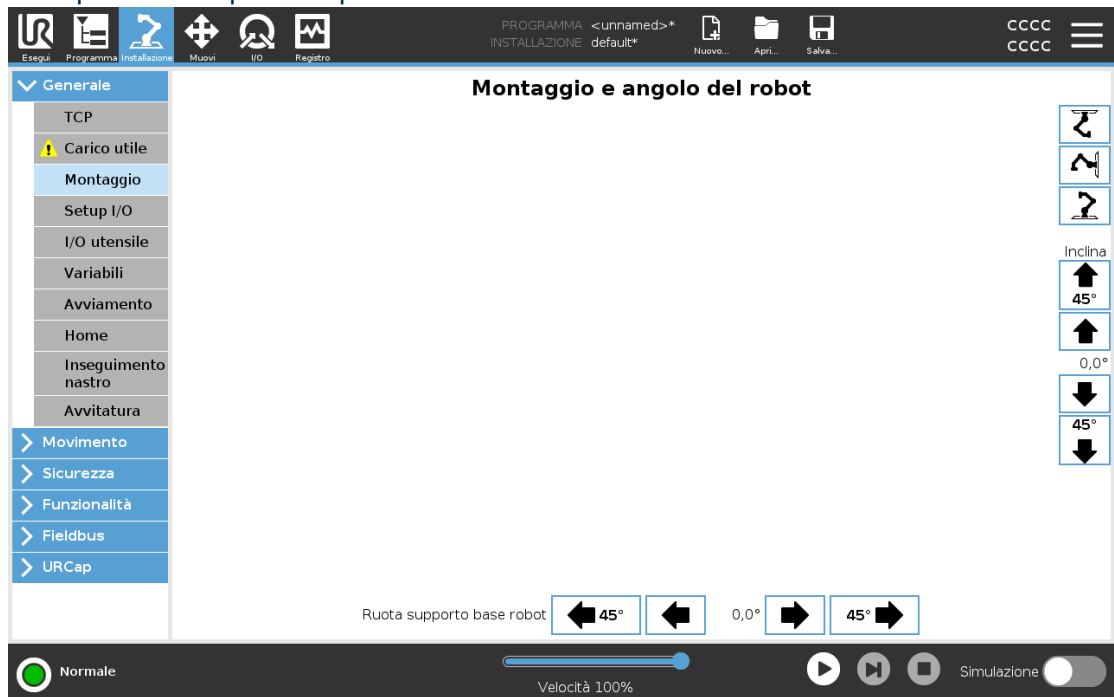 PROGRAMMA <unnamed>*
INSTALLAZIONE default*
CCCC
CCCC
Esegui Programma Installazione Muovi I/O Registro Nuovo... Apri... Salva...
Generale
Montaggio e angolo del robot
TCP
Carico utile
Montaggio
Setup I/O
I/O utensile
Variabili
Avviamento
Home
Inseguimento
nastro
Avvitatura
Movimento
Sicurezza
Funzionalità
Fieldbus
URCap
Inclina
45°
0,0°
45°
Ruota supporto base robot 45° 0,0° 45°
Normale
Velocità 100%
Simulazione